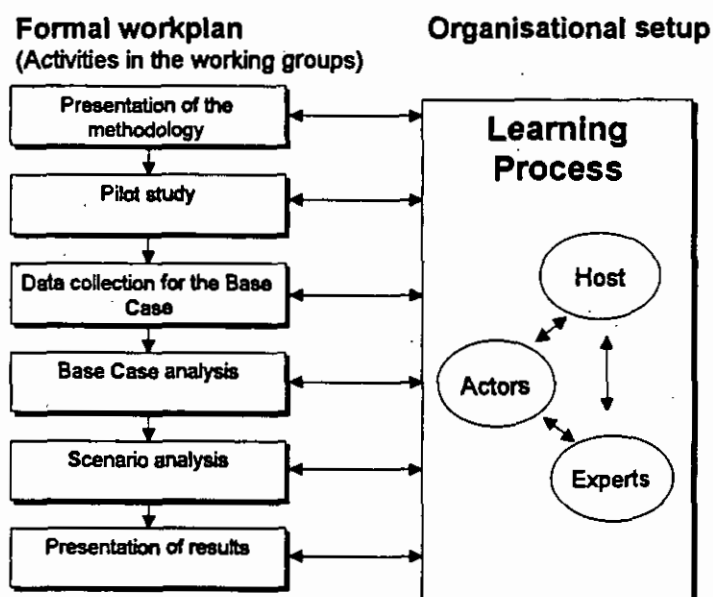 Formal workplan
(Activities in the working groups)
Presentation of the
methodology
Pilot study
Data collection for the Base
Case
Base Case analysis
Scenario analysis
Presentation of results
Organisational setup
Learning
Process
Host
Actors
Experts